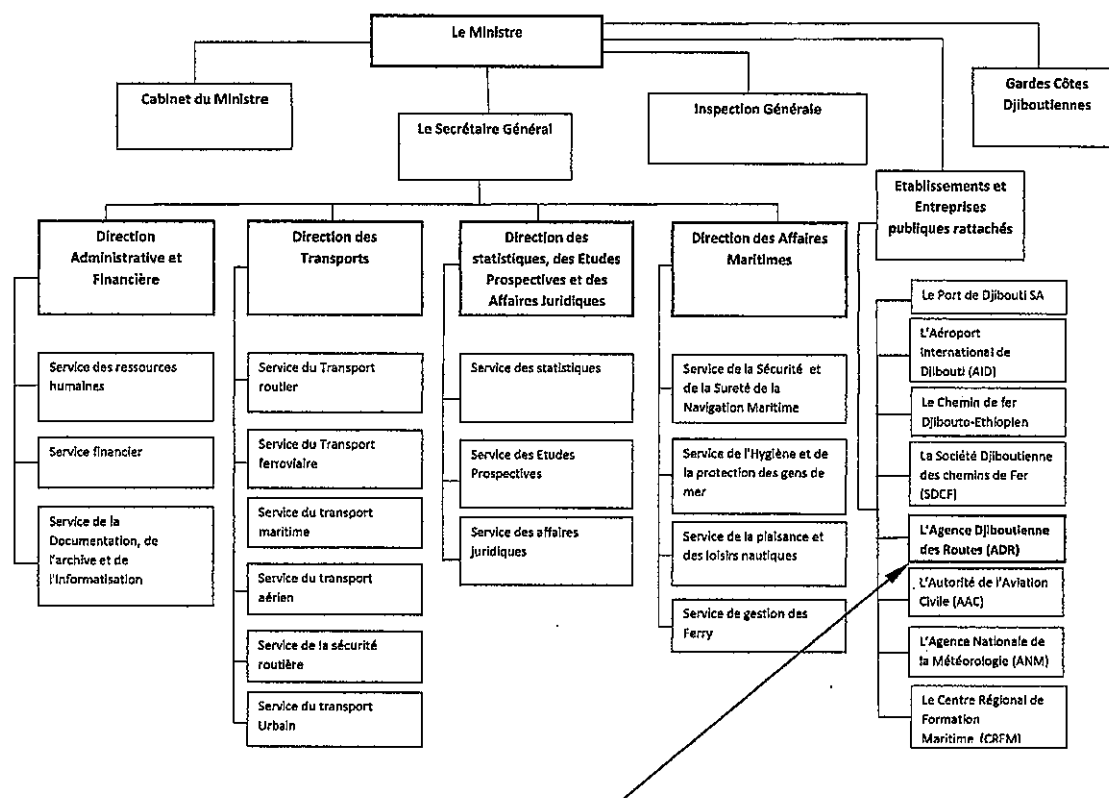 Le Ministre
Cabinet du Ministre
Le Secrétaire Général
Inspection Générale
Gardes Côtes
Djiboutiennes
Etablissements et
Entreprises
publiques rattachés
Direction
Administrative et
Financière
Service des ressources
humaines
Service financier
Service de la
Documentation, de
l'archive et de
l'Informatisation
Direction des
Transports
Service du Transport
routier
Service du Transport
ferroviaire
Service du transport
maritime
Service du transport
aérien
Service de la sécurité
routière
Service du transport
Urbain
Direction des
statistiques, des Etudes
Prospectives et des
Affaires Juridiques
Service des statistiques
Service des Etudes
Prospectives
Service des affaires
juridiques
Direction des Affaires
Maritimes
Service de la Sécurité et
de la Sureté de la
Navigation Maritime
Service de l'Hygiène et de
la protection des gens de
mer
Service de la plaisance et
des loisirs nautiques
Service de gestion des
Ferry
Le Port de Djibouti SA
L'Aéroport
International de
Djibouti (AID)
Le Chemin de fer
Djibouto-Ethiopien
La Société Djiboutienne
des chemins de Fer
(SDCF)
L'Agence Djiboutienne
des Routes (ADR)
L'Autorité de l'Aviation
Civile (AAC)
L'Agence Nationale de
la Météorologie (ANM)
Le Centre Régional de
Formation
Maritime (CRFM)